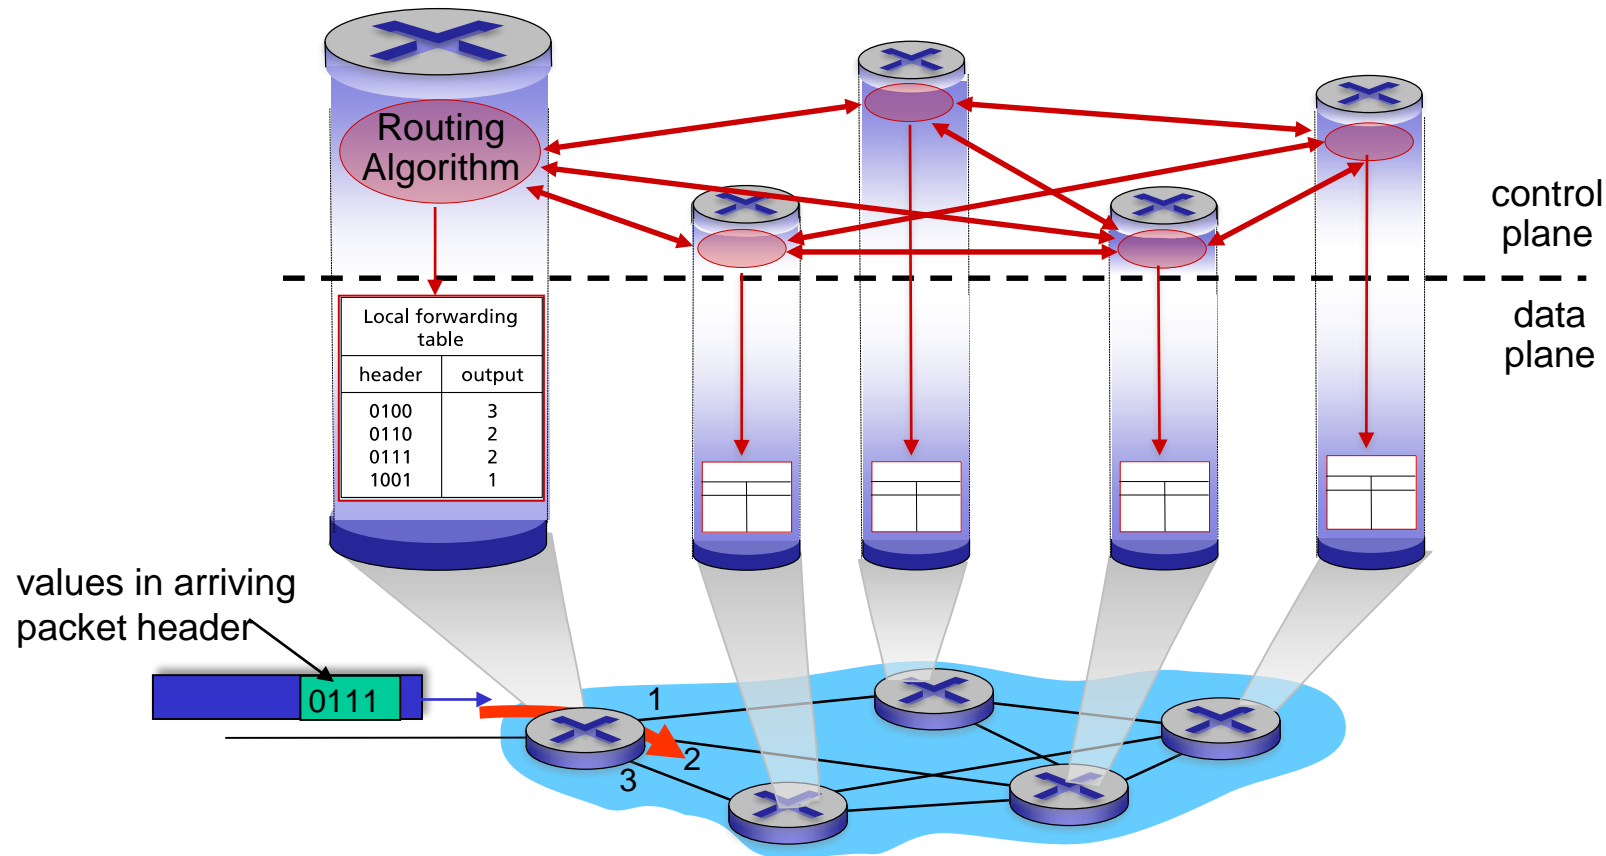 Routing
Algorithm
control
plane
data
plane
Local forwarding
table
header output
0100 3
0110 2
0111 2
1001 1
values in arriving
packet header
0111
1
2
3